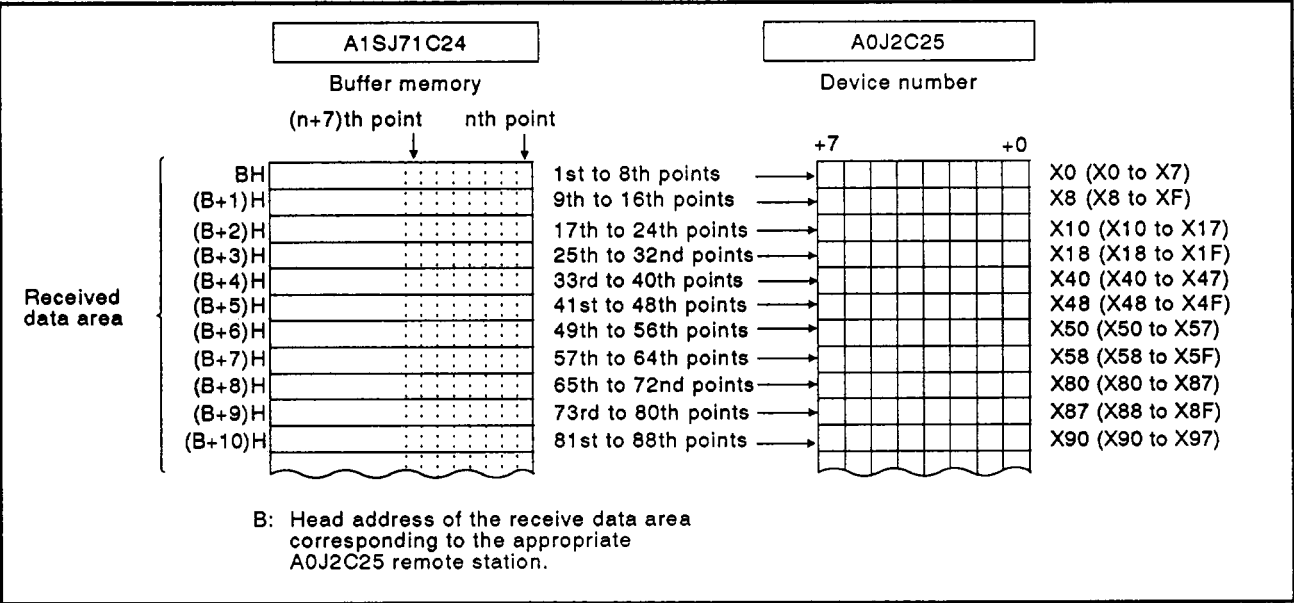 A1SJ71C24 A0J2C25
Buffer memory Device number
(n+7)th point nth point
+7 +0
BH 1st to 8th points X0 (X0 to X7)
(B+1)H 9th to 16th points X8 (X8 to XF)
(B+2)H 17th to 24th points X10 (X10 to X17)
(B+3)H 25th to 32nd points X18 (X18 to X1F)
(B+4)H 33rd to 40th points X40 (X40 to X47)
Received
data area
(B+5)H 41st to 48th points X48 (X48 to X4F)
(B+6)H 49th to 56th points X50 (X50 to X57)
(B+7)H 57th to 64th points X58 (X58 to X5F)
(B+8)H 65th to 72nd points X80 (X80 to X87)
(B+9)H 73rd to 80th points X87 (X88 to X8F)
(B+10)H 81st to 88th points X90 (X90 to X97)
B: Head address of the receive data area
corresponding to the appropriate
A0J2C25 remote station.